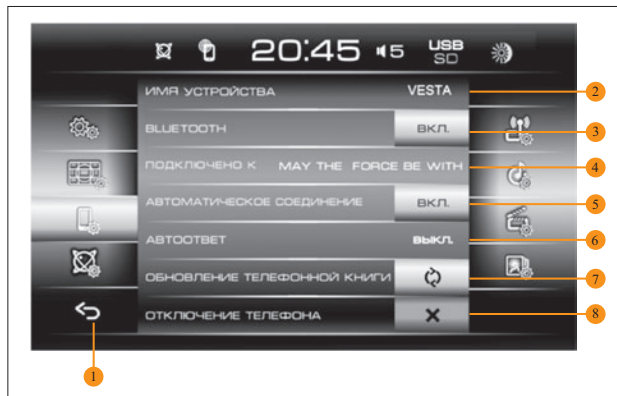 20:45 5 USB
SD
ИМЯ УСТРОЙСТВА VESTA 2
BLUETOOTH ВКЛ. 3
ПОДКЛЮЧЕНО К MAY THE FORCE BE WITH 4
АВТОМАТИЧЕСКОЕ СОЕДИНЕНИЕ ВКЛ. 5
АВТООТВЕТ ВЫКЛ. 6
ОБНОВЛЕНИЕ ТЕЛЕФОННОЙ КНИГИ 7
ОТКЛЮЧЕНИЕ ТЕЛЕФОНА 8
1